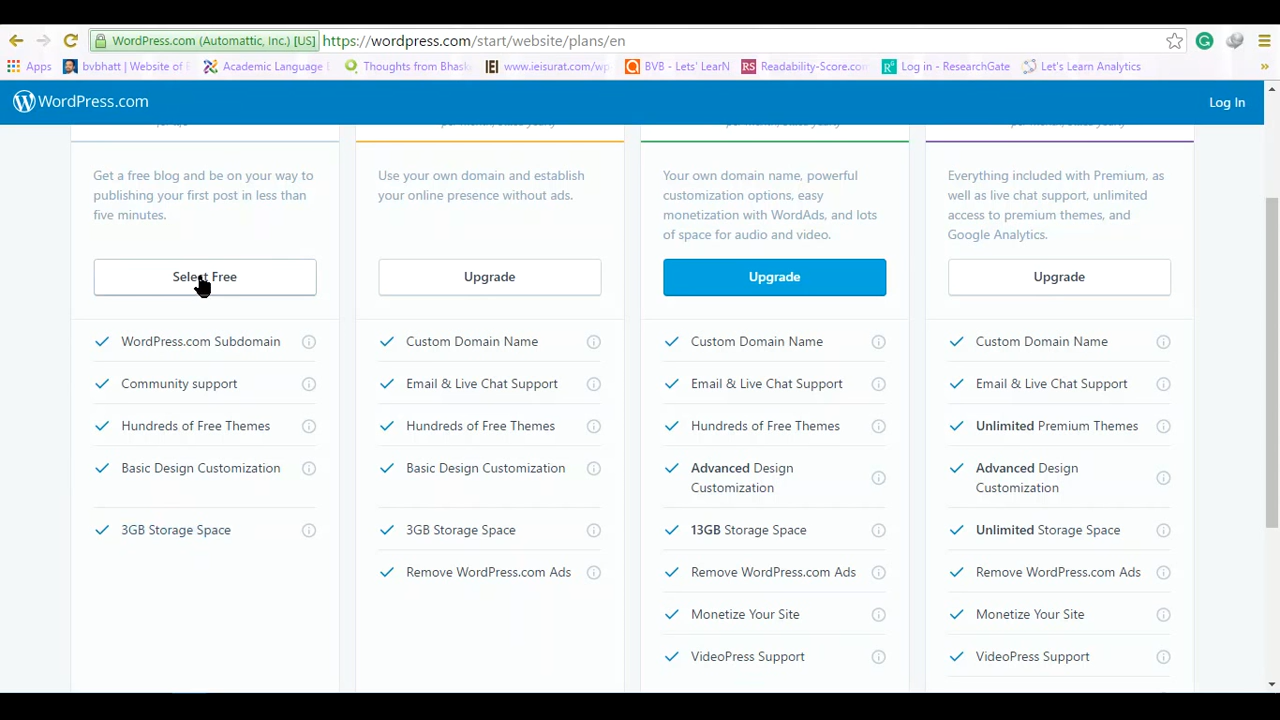 WordPress.com (Automattic, Inc.) [US] https://wordpress.com/start/website/plans/en
Apps bvbhatt | Website of Academic Language Thoughts from Bhask IEI www.ieisurat.com/wp BVB - Lets' LearN RS Readability-Score.com Log in - ResearchGate Let's Learn Analytics »
WordPress.com Log In
Get a free blog and be on your way to
publishing your first post in less than
five minutes.
Select Free
WordPress.com Subdomain
Community support
Hundreds of Free Themes
Basic Design Customization
3GB Storage Space
Use your own domain and establish
your online presence without ads.
Upgrade
Custom Domain Name
Email & Live Chat Support
Hundreds of Free Themes
Basic Design Customization
3GB Storage Space
Remove WordPress.com Ads
Your own domain name, powerful
customization options, easy
monetization with WordAds, and lots
of space for audio and video.
Upgrade
Custom Domain Name
Email & Live Chat Support
Hundreds of Free Themes
Advanced Design
Customization
13GB Storage Space
Remove WordPress.com Ads
Monetize Your Site
VideoPress Support
Everything included with Premium, as
well as live chat support, unlimited
access to premium themes, and
Google Analytics.
Upgrade
Custom Domain Name
Email & Live Chat Support
Unlimited Premium Themes
Advanced Design
Customization
Unlimited Storage Space
Remove WordPress.com Ads
Monetize Your Site
VideoPress Support